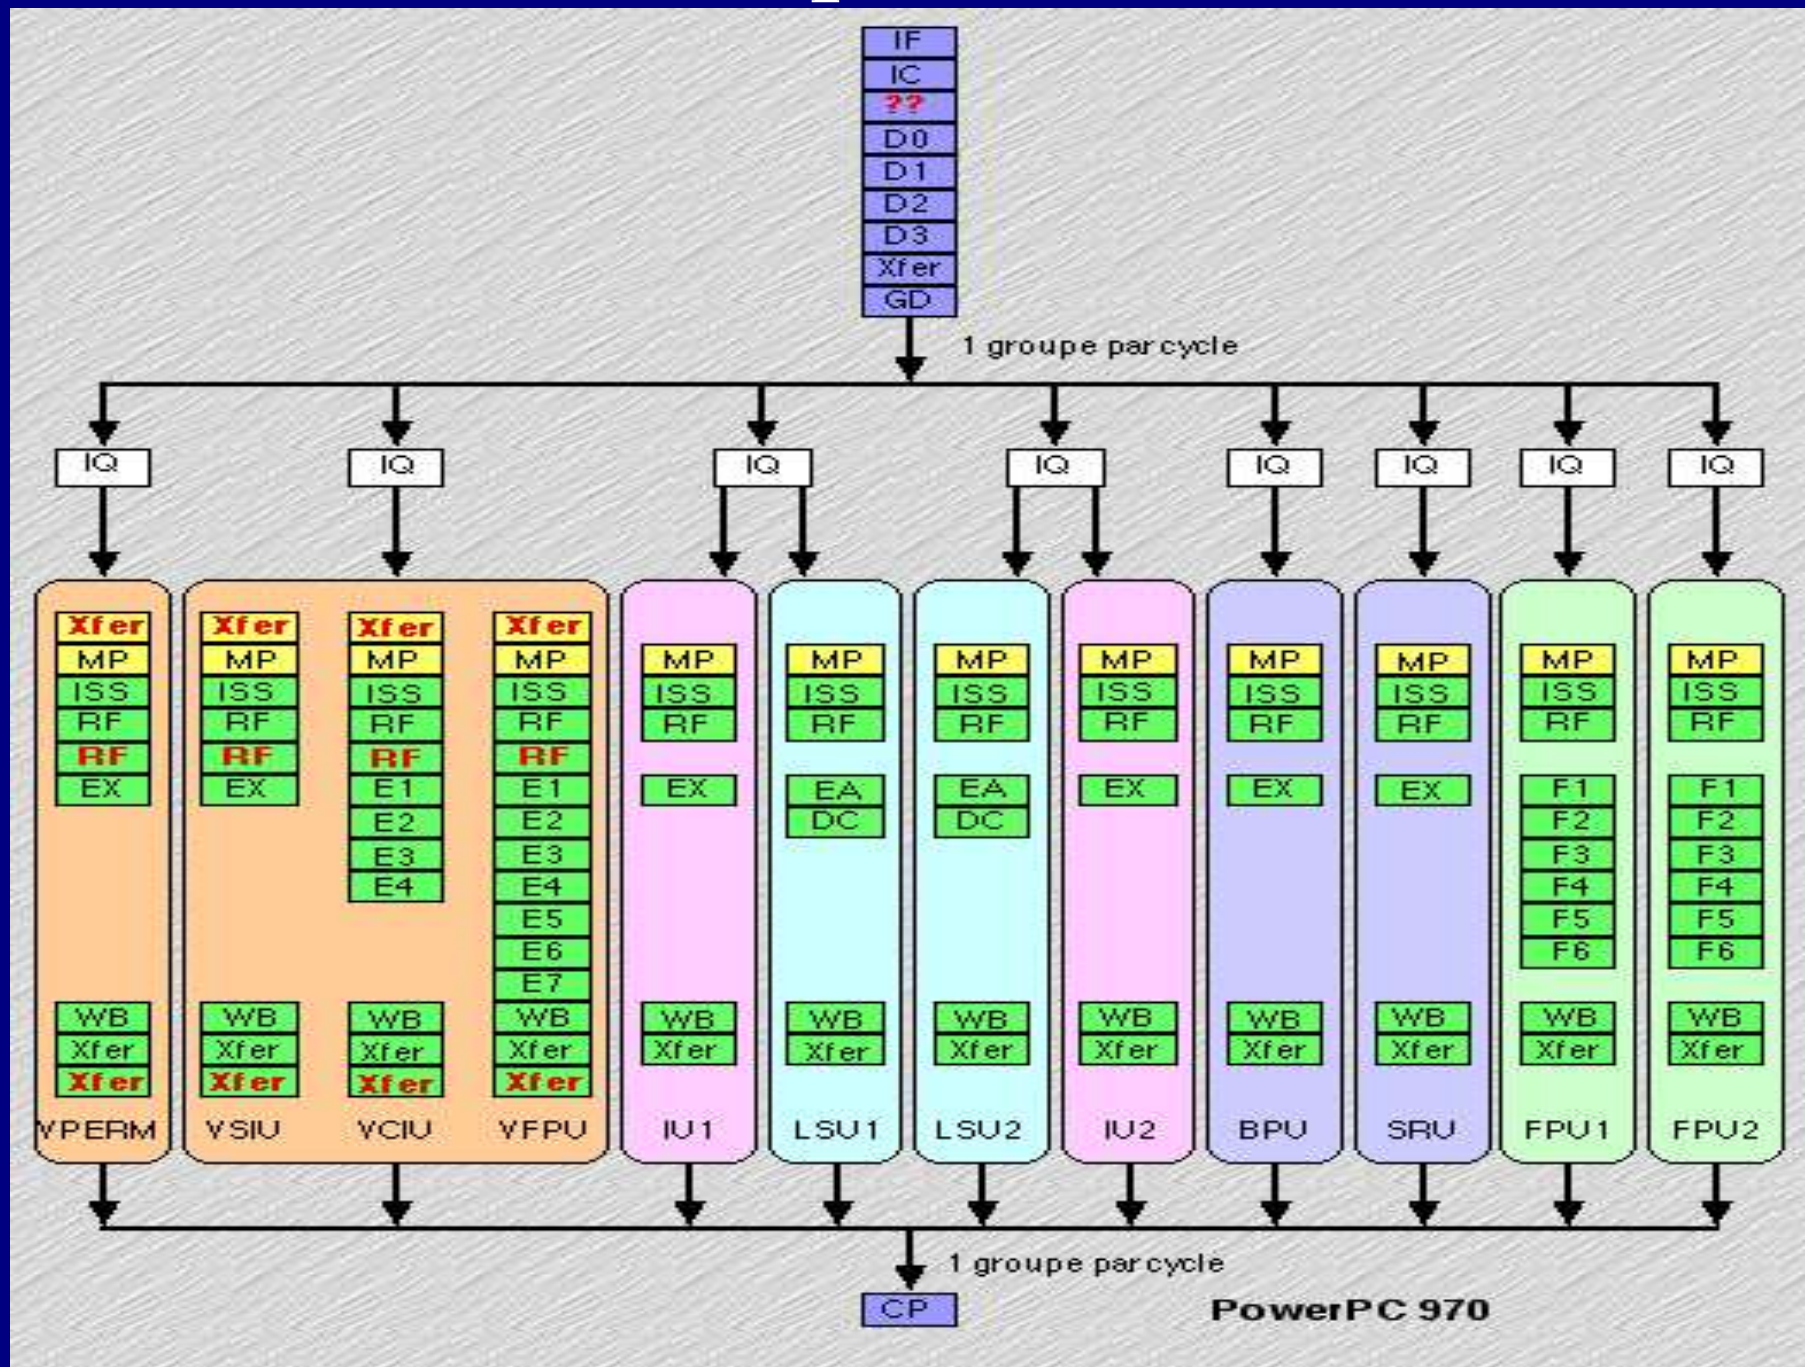 IF
IC
??
D0
D1
D2
D3
Xfer
GD
1 groupe par cycle
IQ IQ IQ IQ IQ IQ IQ IQ
Xfer Xfer Xfer Xfer
MP MP MP MP MP MP MP MP MP MP MP MP
ISS ISS ISS ISS ISS ISS ISS ISS ISS ISS ISS ISS
RF RF RF RF RF RF RF RF RF RF RF RF
RF RF RF RF
EX EX E1 E1 EX EA EA EX EX EX F1 F1
E2 E2 DC DC F2 F2
E3 E3 F3 F3
E4 E4 F4 F4
E5 F5 F5
E6 F6 F6
E7
WB WB WB WB WB WB WB WB WB WB WB WB
Xfer Xfer Xfer Xfer Xfer Xfer Xfer Xfer Xfer Xfer Xfer Xfer
Xfer Xfer Xfer Xfer
VPERM VSIU VCIU VFPU IU1 LSU1 LSU2 IU2 BPU SRU FPU1 FPU2
1 groupe par cycle
CP
PowerPC 970